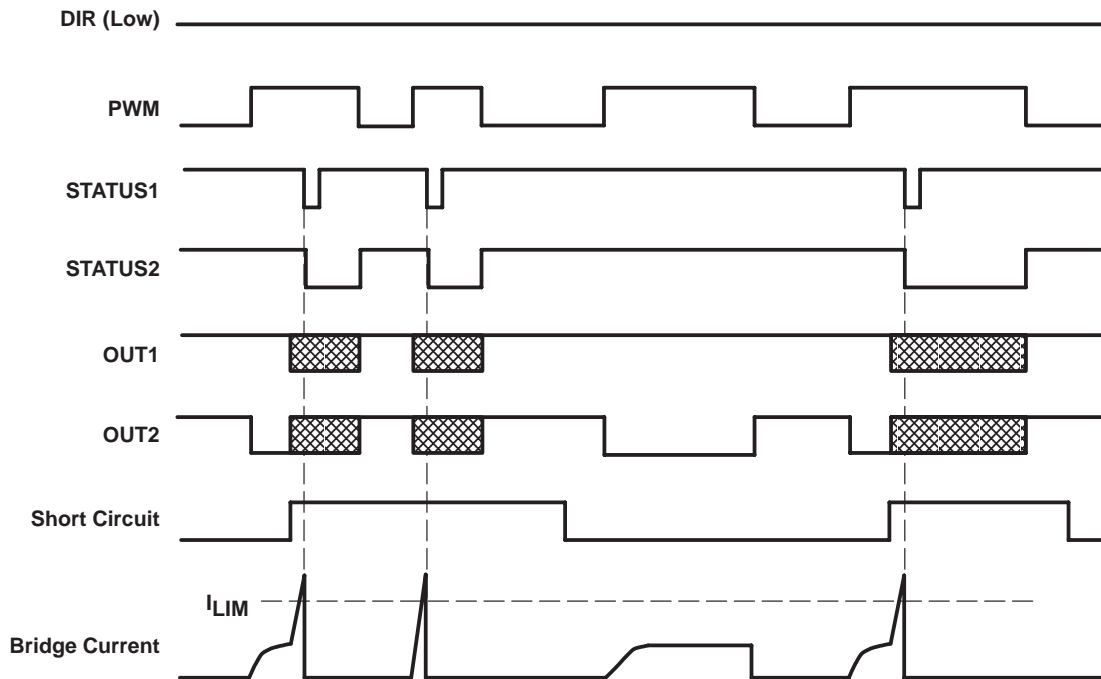 DIR (Low)
PWM
STATUS1
STATUS2
OUT1
OUT2
Short Circuit
ILIM
Bridge Current